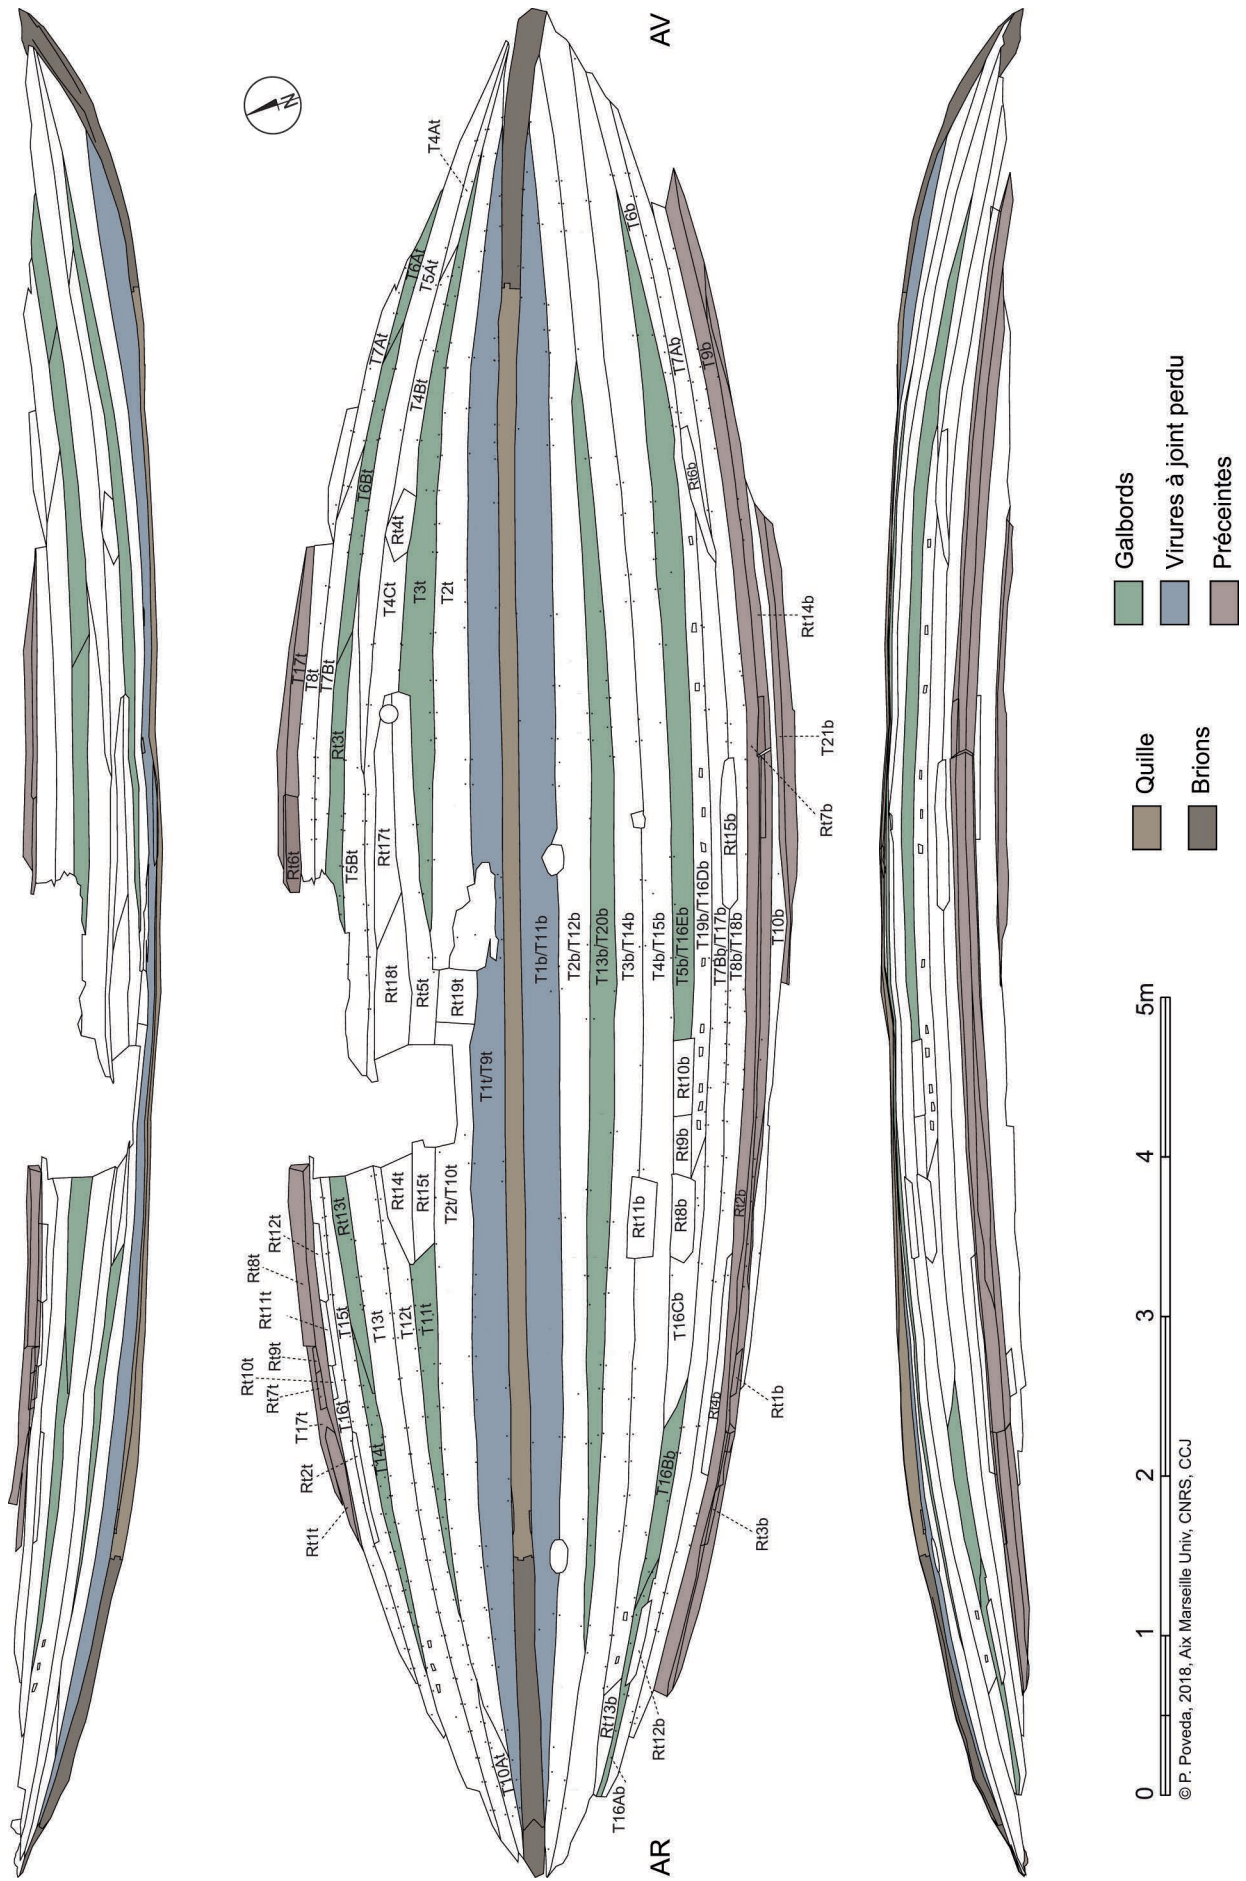 AV
N
T4At
T6At
T5At
T7At
T4Bt
T6Bt
Rt4t
T3t
T2t
T4Ct
T17t
T8t
T7Bt
Rt3t
Rt6t
T5Bt
Rt17t
Rt18t
Rt5t
Rt19t
T1t/T9t
Rt12t
Rt8t
Rt11t
Rt10t
Rt9t
Rt7t
T17t
Rt2t
Rt1t
Rt13t
T15t
T16t
T14t
T13t
T12t
T11t
Rt14t
Rt15t
T2t/T10t
T10At
T6b
T7Ab
T9b
Rt6b
Rt14b
T21b
Rt7b
Rt15b
T1b/T11b
T2b/T12b
T13b/T20b
T3b/T14b
T4b/T15b
T5b/T16Eb
T19b/T16Db
T7Bb/T17b
T8b/T18b
T10b
Rt10b
Rt9b
Rt8b
Rt11b
Rt2b
T16Cb
Rt4b
Rt1b
T16Bb
Rt3b
Rt13b
Rt12b
T16Ab
AR
Quille
Brions
Galbords
Virures à joint perdu
Préceintes
0 1 2 3 4 5m
© P. Poveda, 2018, Aix Marseille Univ, CNRS, CCJ